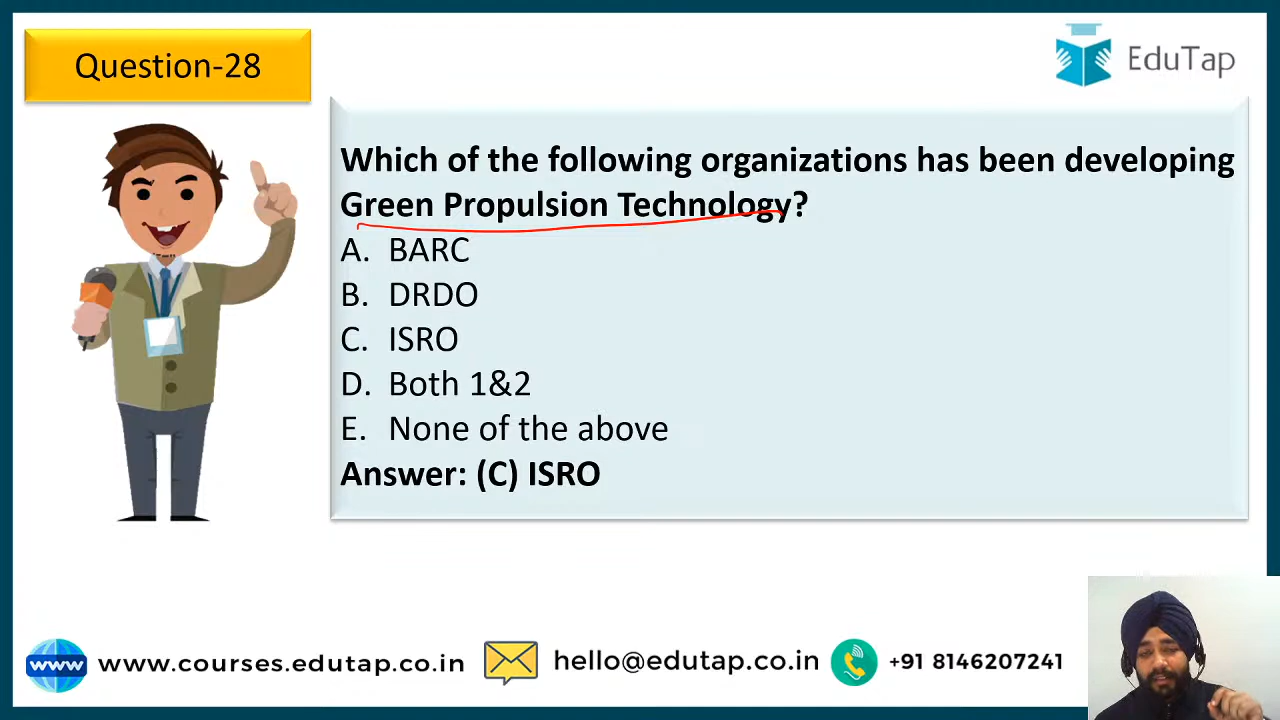 Question-28
EduTap
Which of the following organizations has been developing
Green Propulsion Technology?
A. BARC
B. DRDO
C. ISRO
D. Both 1&2
E. None of the above
Answer: (C) ISRO
www www.courses.edutap.co.in
hello@edutap.co.in
+91 8146207241